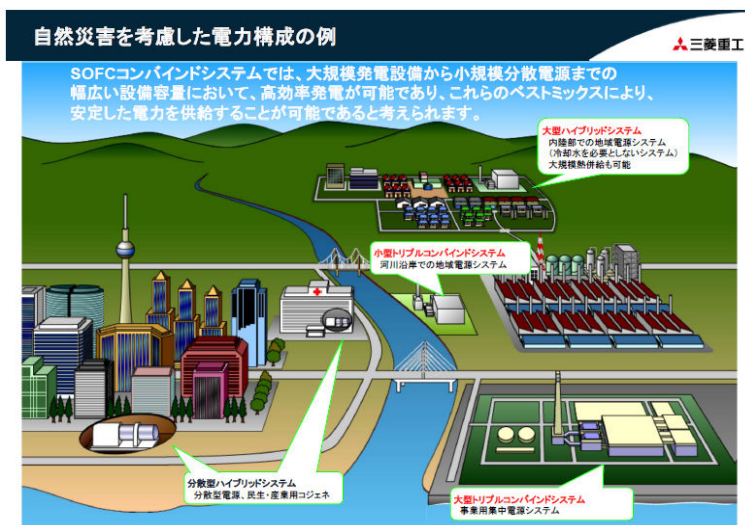 自然災害を考慮した電力構成の例
三菱重工
SOFCコンバインドシステムでは、大規模発電設備から小規模分散電源までの
幅広い設備容量において、高効率発電が可能であり、これらのベストミックスにより、
安定した電力を供給することが可能であると考えられます。
大型ハイブリッドシステム
内陸部での地域電源システム
(冷却水を必要としないシステム)
大規模熱併給も可能
小型トリプルコンバインドシステム
河川沿岸での地域電源システム
分散型ハイブリッドシステム
分散型電源、民生・産業用コジェネ
大型トリプルコンバインドシステム
事業用集中電源システム